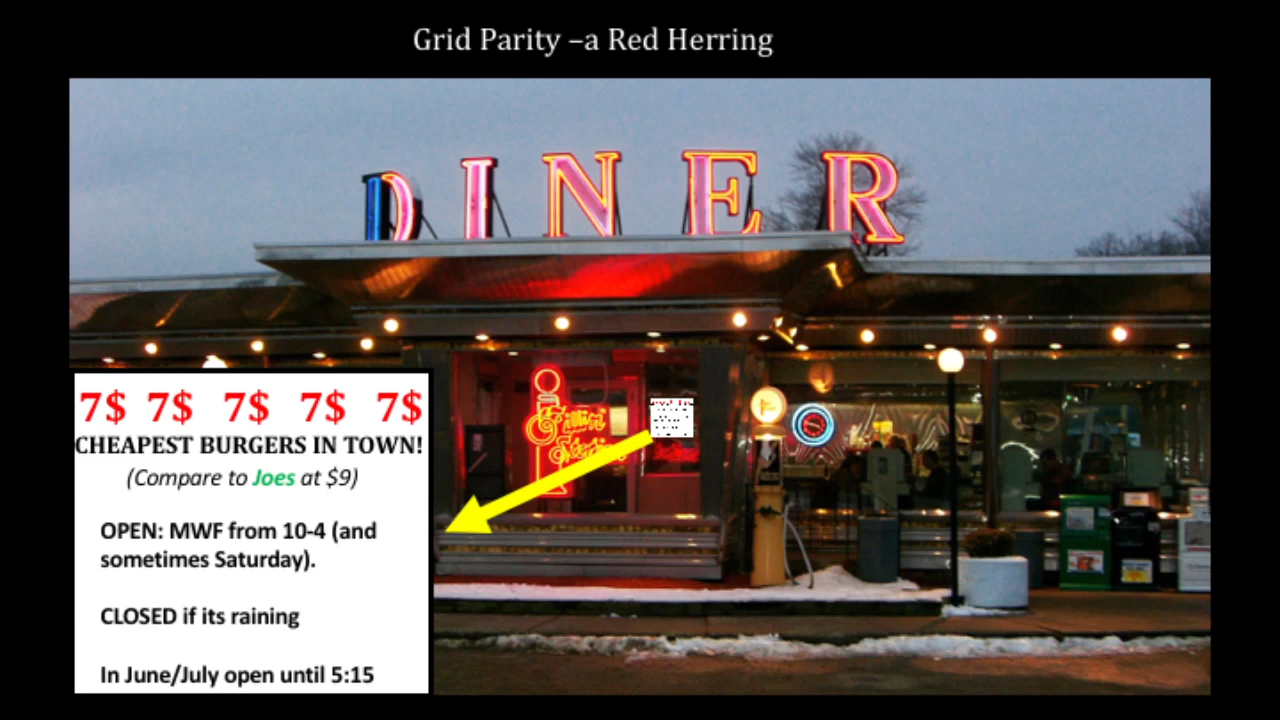 Grid Parity –a Red Herring
DINER
7$ 7$ 7$ 7$ 7$
CHEAPEST BURGERS IN TOWN!
(Compare to Joes at $9)
OPEN: MWF from 10-4 (and
sometimes Saturday).
CLOSED if its raining
In June/July open until 5:15
Fillin'
Station